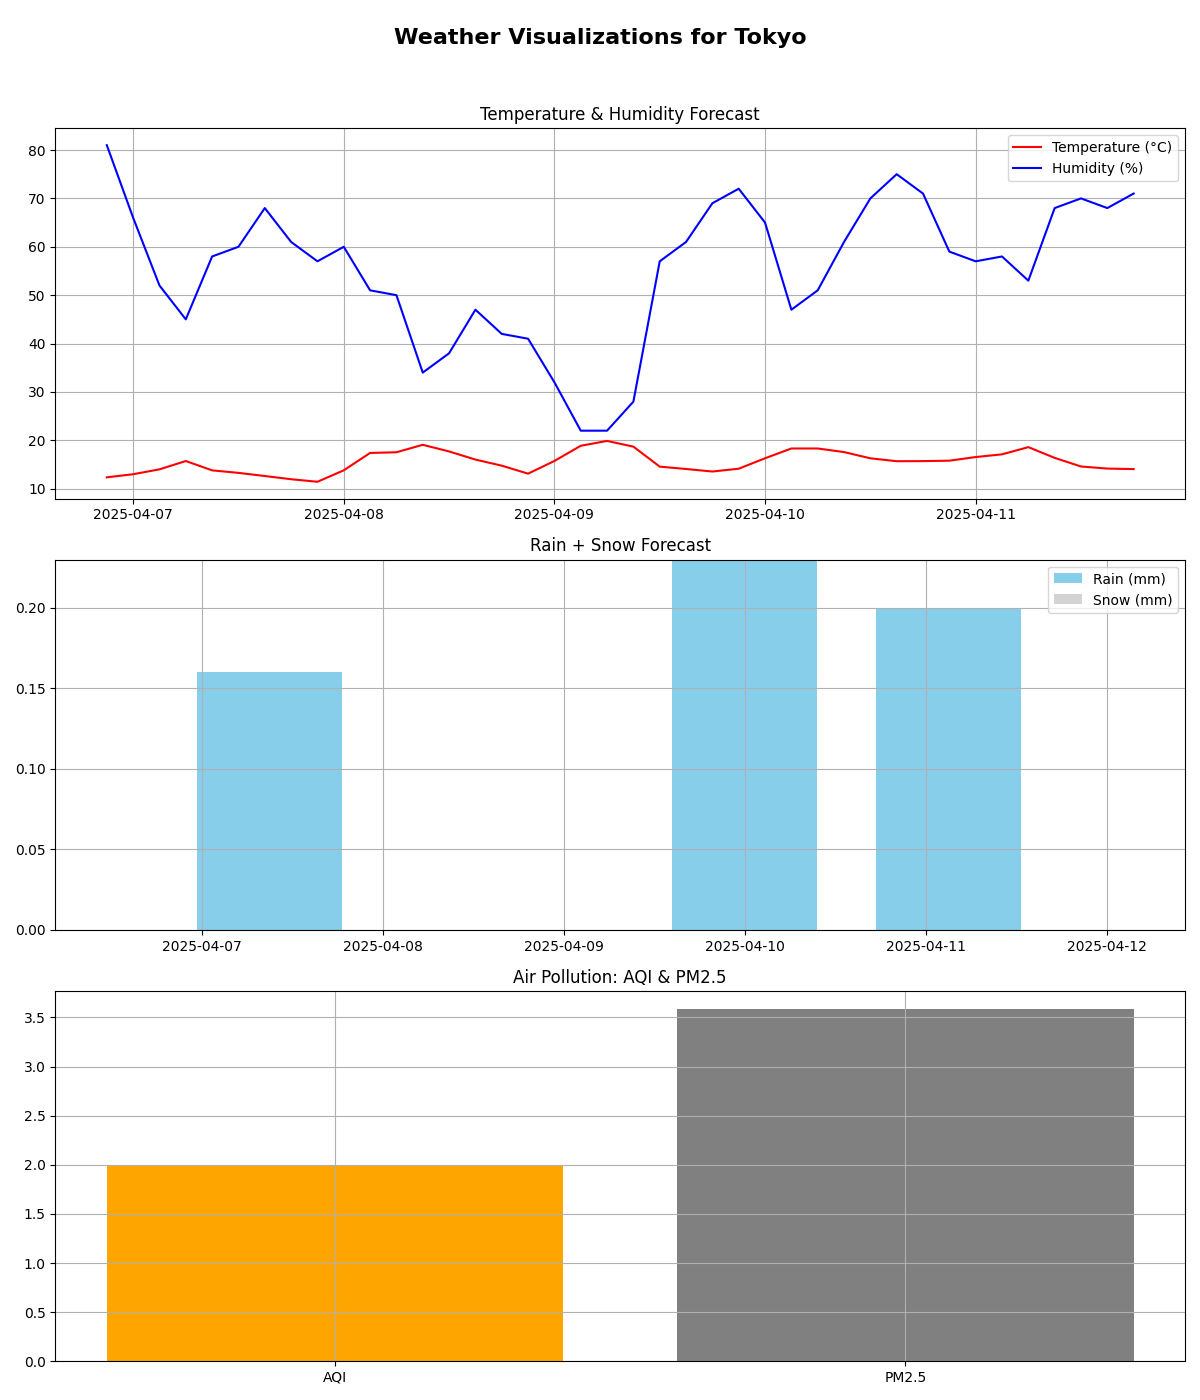 Weather Visualizations for Tokyo
Temperature & Humidity Forecast
Temperature (°C)
Humidity (%)
80
70
60
50
40
30
20
10
2025-04-07 2025-04-08 2025-04-09 2025-04-10 2025-04-11
Rain + Snow Forecast
Rain (mm)
Snow (mm)
0.20
0.15
0.10
0.05
0.00
2025-04-07 2025-04-08 2025-04-09 2025-04-10 2025-04-11 2025-04-12
Air Pollution: AQI & PM2.5
3.5
3.0
2.5
2.0
1.5
1.0
0.5
0.0
AQI PM2.5